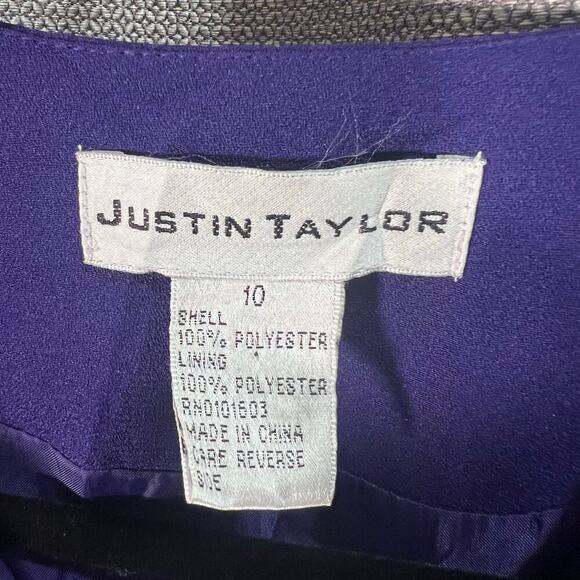 JUSTIN TAYLOR
10
SHELL
100% POLYESTER
LINING
100% POLYESTER
RN0101603
MADE IN CHINA
CARE REVERSE
SIDE